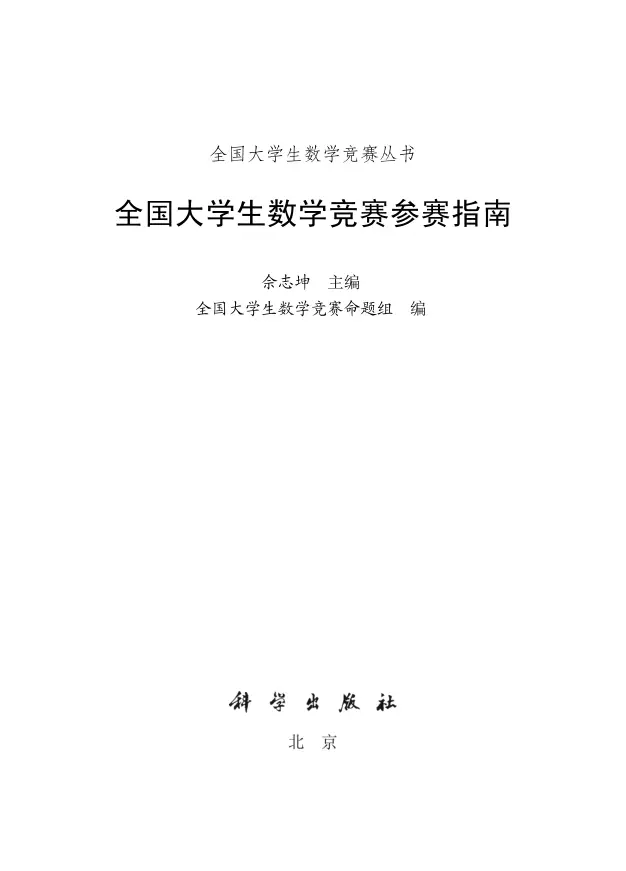 全国大学生数学竞赛丛书
全国大学生数学竞赛参赛指南
佘志坤　主编
全国大学生数学竞赛命题组　编
科学出版社
北　京